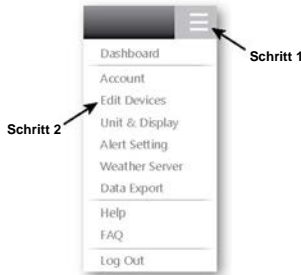 Schritt 1
Dashboard
Account
Edit Devices
Schritt 2
Unit & Display
Alert Setting
Weather Server
Data Export
Help
FAQ
Log Out